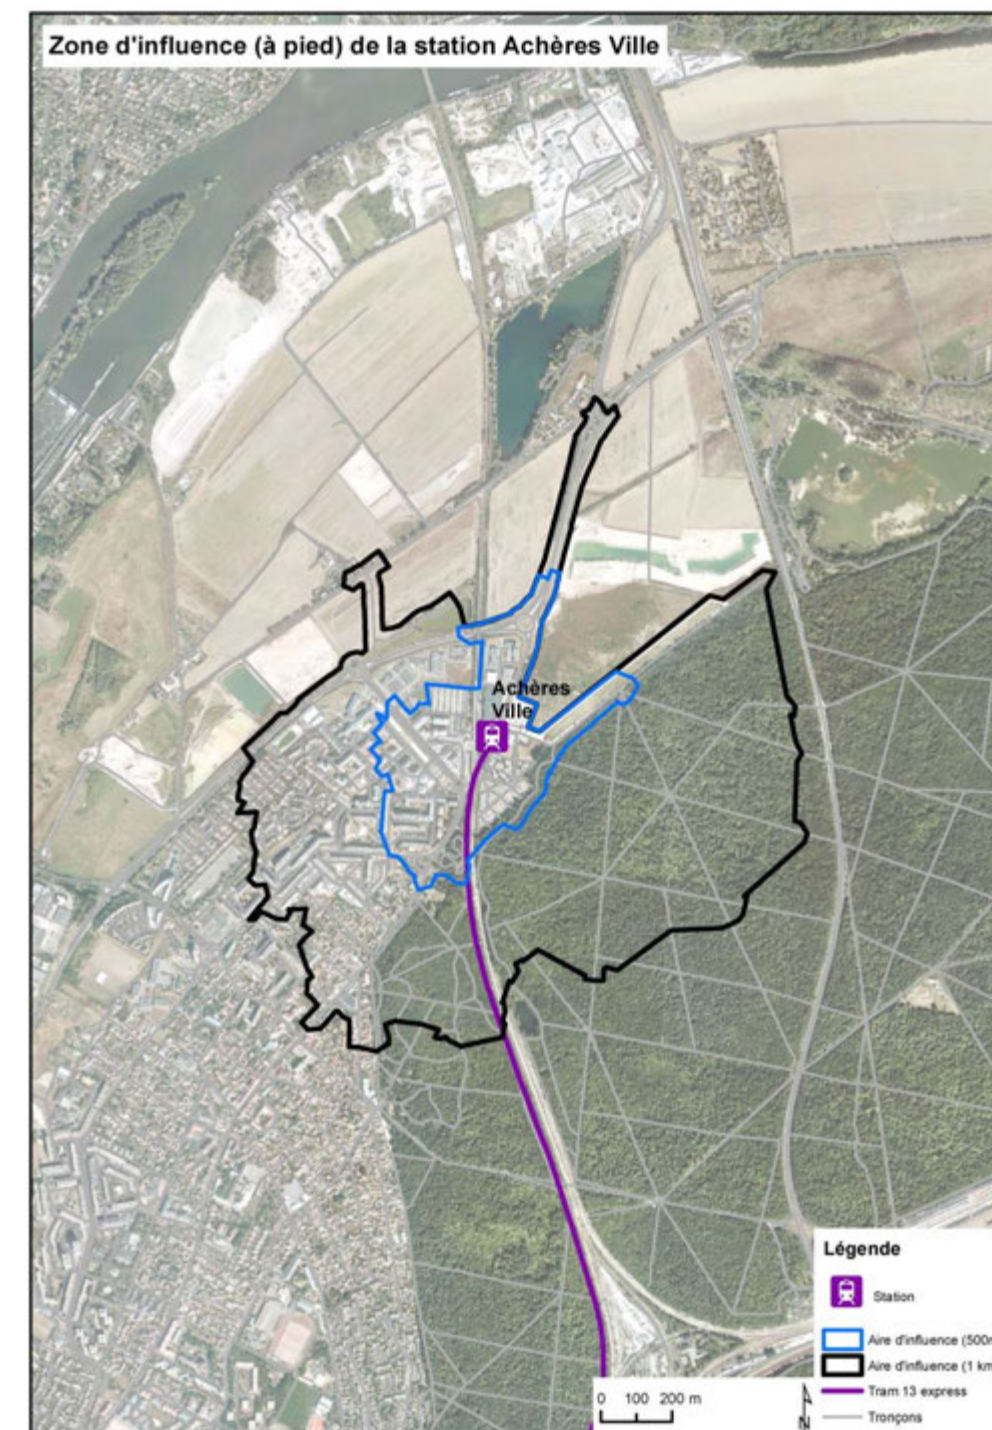 Zone d'influence (à pied) de la station Achères Ville
Achères
Ville
Légende
Station
Aire d'influence (500m
Aire d'influence (1 km
Tram 13 express
Tronçons
0 100 200 m
N